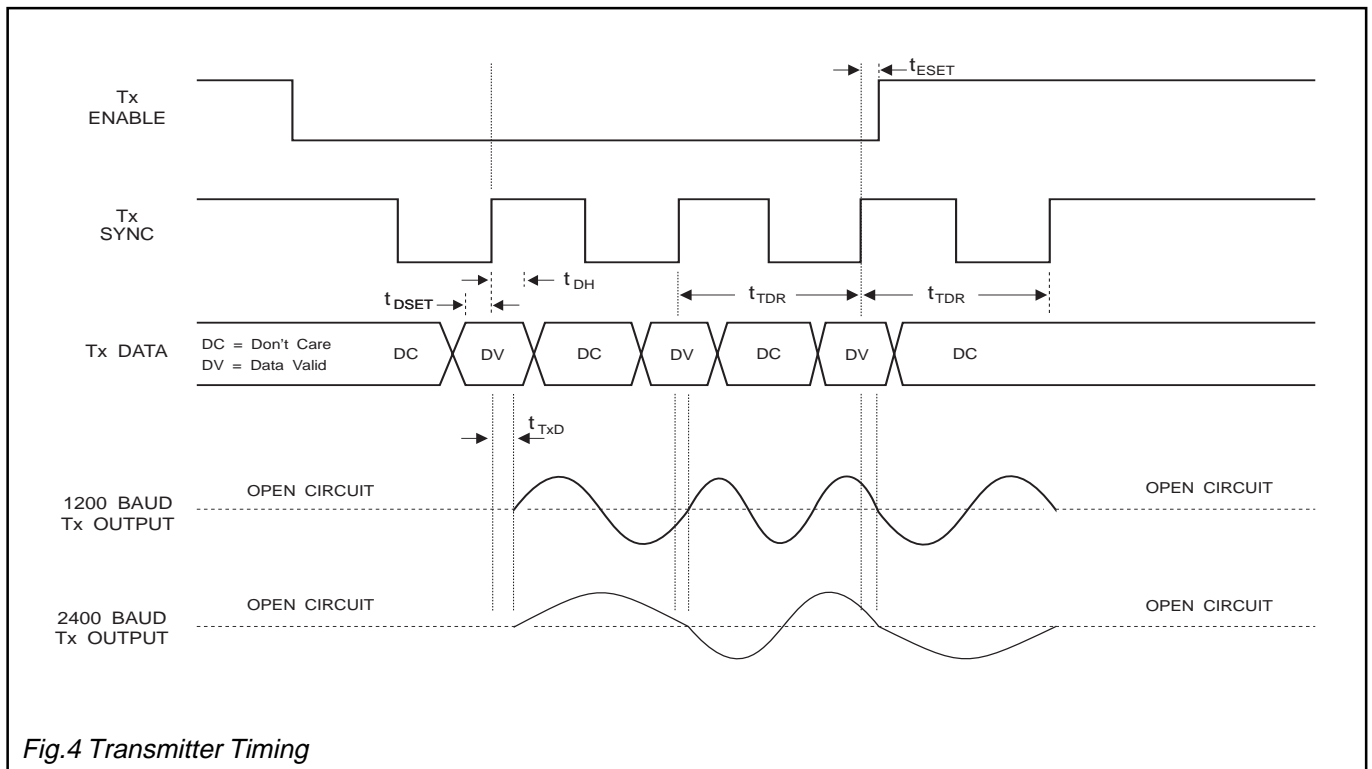 Tx
ENABLE
tESET
Tx
SYNC
tDH
tDSET
tTDR
tTDR
Tx DATA
DC = Don't Care
DV = Data Valid
DC
DV
DC
DV
DC
DV
DC
tTxD
1200 BAUD
Tx OUTPUT
OPEN CIRCUIT
OPEN CIRCUIT
2400 BAUD
Tx OUTPUT
OPEN CIRCUIT
OPEN CIRCUIT
Fig.4 Transmitter Timing